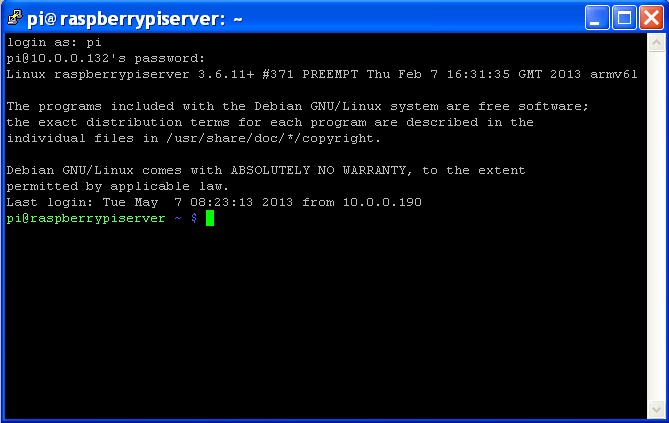 pi@raspberrypiserver: ~
login as: pi
pi@10.0.0.132's password:
Linux raspberrypiserver 3.6.11+ #371 PREEMPT Thu Feb 7 16:31:35 GMT 2013 armv6l
The programs included with the Debian GNU/Linux system are free software;
the exact distribution terms for each program are described in the
individual files in /usr/share/doc/*/copyright.
Debian GNU/Linux comes with ABSOLUTELY NO WARRANTY, to the extent
permitted by applicable law.
Last login: Tue May  7 08:23:13 2013 from 10.0.0.190
pi@raspberrypiserver ~ $